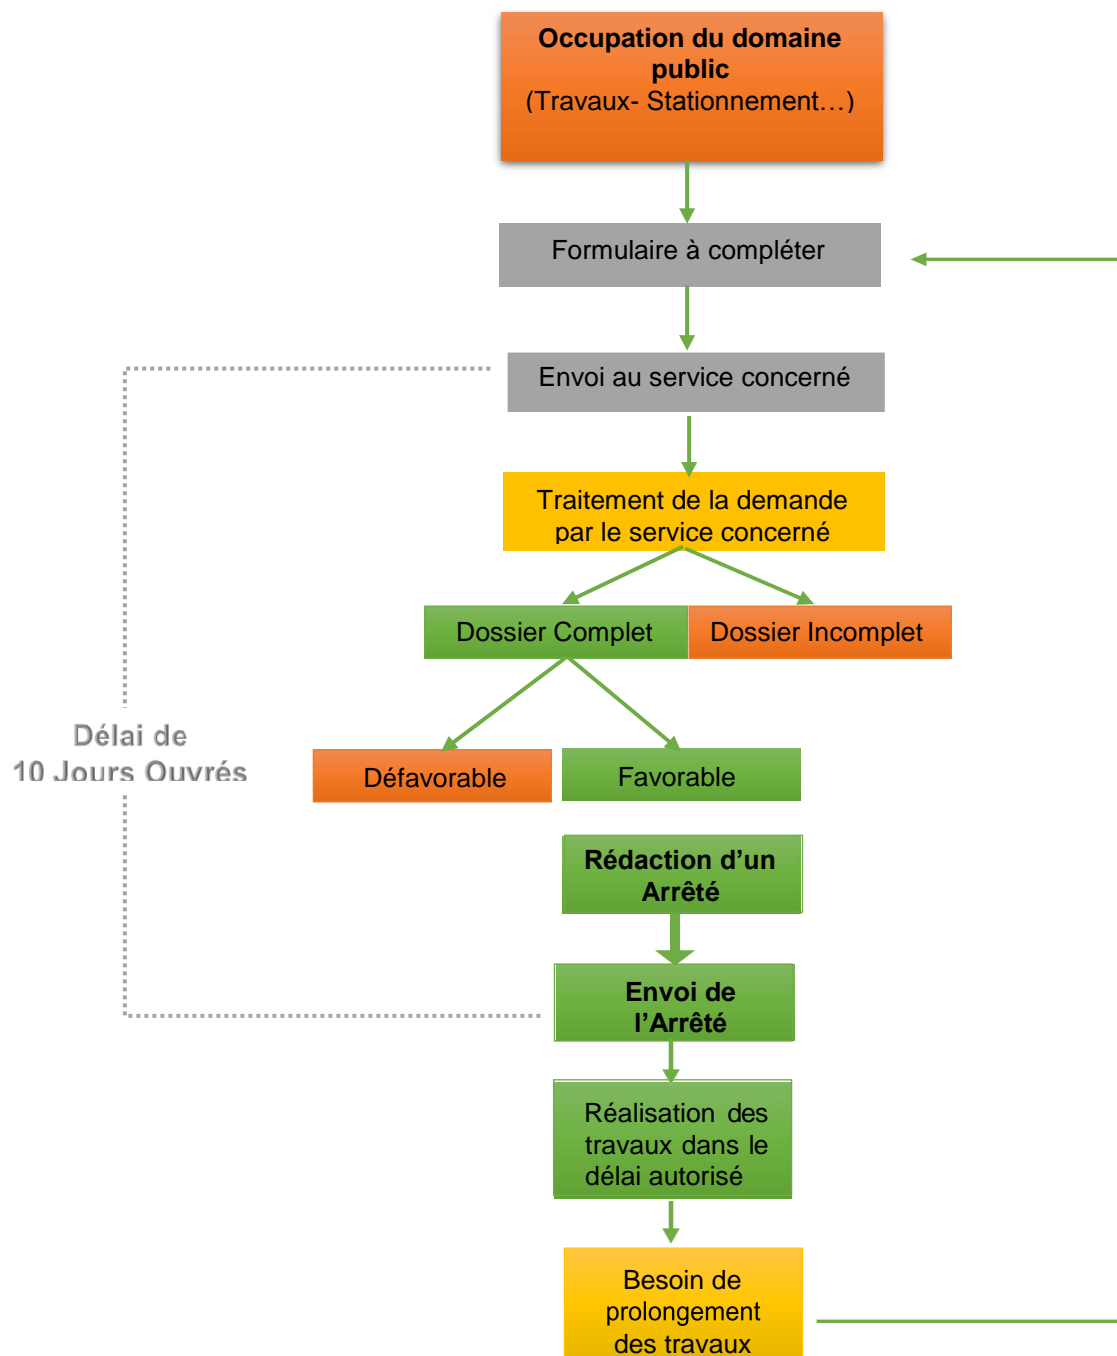 Occupation du domaine
public
(Travaux- Stationnement…)
Formulaire à compléter
Envoi au service concerné
Traitement de la demande
par le service concerné
Dossier Complet
Dossier Incomplet
Délai de
10 Jours Ouvrés
Défavorable
Favorable
Rédaction d’un
Arrêté
Envoi de
l’Arrêté
Réalisation des
travaux dans le
délai autorisé
Besoin de
prolongement
des travaux